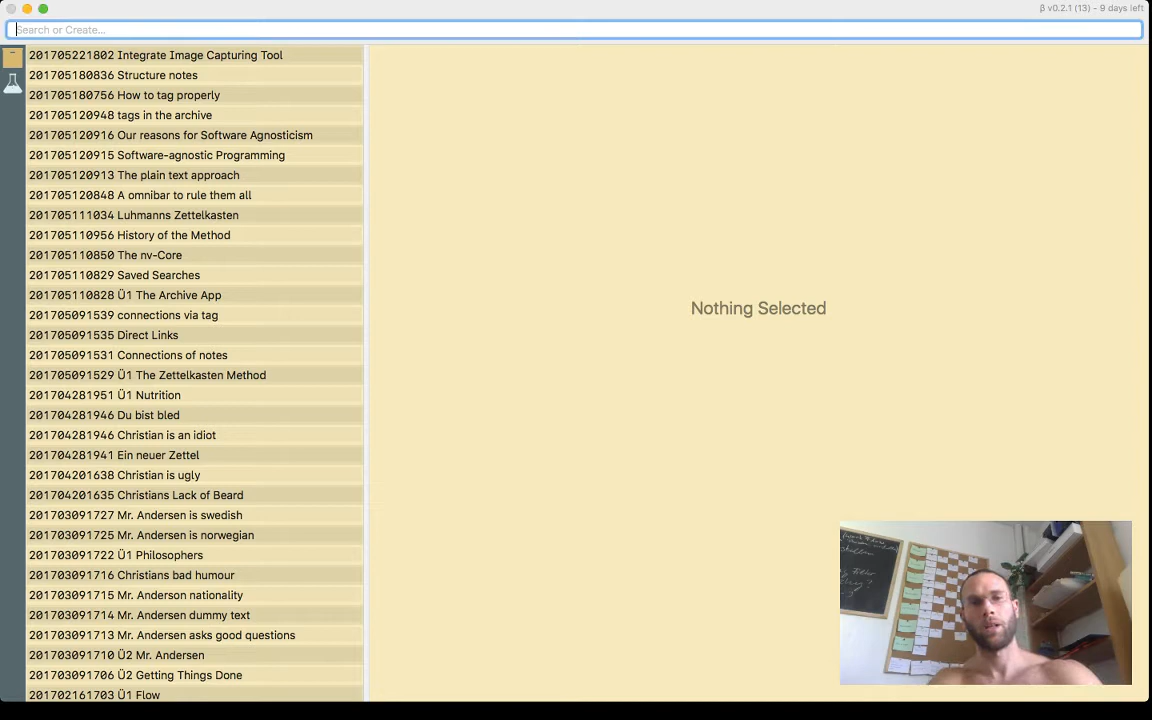 β v0.2.1 (13) - 9 days left
Search or Create...
201705221802 Integrate Image Capturing Tool
201705180836 Structure notes
201705180756 How to tag properly
201705120948 tags in the archive
201705120916 Our reasons for Software Agnosticism
201705120915 Software-agnostic Programming
201705120913 The plain text approach
201705120848 A omnibar to rule them all
201705111034 Luhmanns Zettelkasten
201705110956 History of the Method
201705110850 The nv-Core
201705110829 Saved Searches
201705110828 Ü1 The Archive App
201705091539 connections via tag
201705091535 Direct Links
201705091531 Connections of notes
201705091529 Ü1 The Zettelkasten Method
201704281951 Ü1 Nutrition
201704281946 Du bist bled
201704281946 Christian is an idiot
201704281941 Ein neuer Zettel
201704201638 Christian is ugly
201704201635 Christians Lack of Beard
201703091727 Mr. Andersen is swedish
201703091725 Mr. Andersen is norwegian
201703091722 Ü1 Philosophers
201703091716 Christians bad humour
201703091715 Mr. Anderson nationality
201703091714 Mr. Andersen dummy text
201703091713 Mr. Andersen asks good questions
201703091710 Ü2 Mr. Andersen
201703091706 Ü2 Getting Things Done
201702161703 Ü1 Flow
Nothing Selected